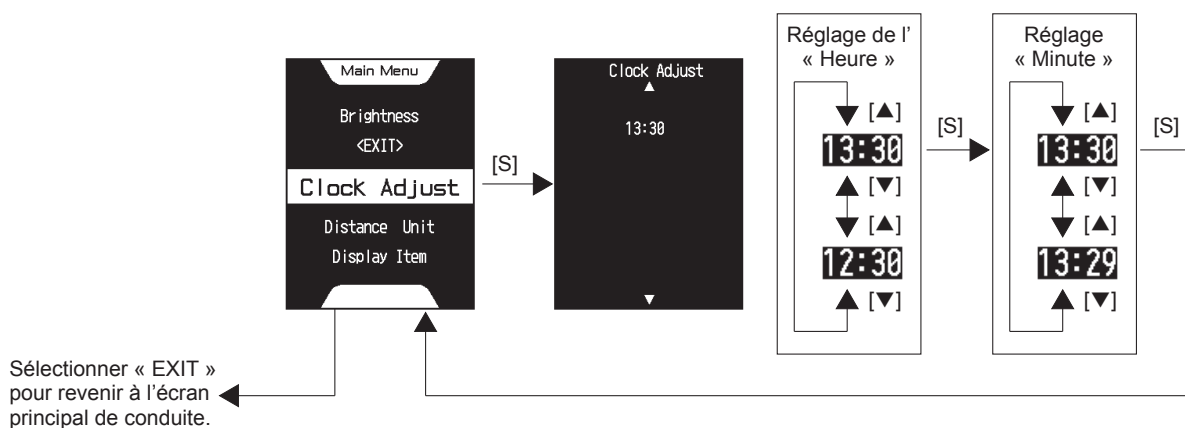 Main Menu
Brightness
<EXIT>
Clock Adjust
Distance Unit
Display Item
[S]
Clock Adjust
▲
13:30
▼
Réglage de l'
« Heure »
[▲]
13:30
[▼]
[▲]
12:30
[▼]
[S]
Réglage
« Minute »
[▲]
13:30
[▼]
[▲]
13:29
[▼]
[S]
Sélectionner « EXIT »
pour revenir à l’écran
principal de conduite.